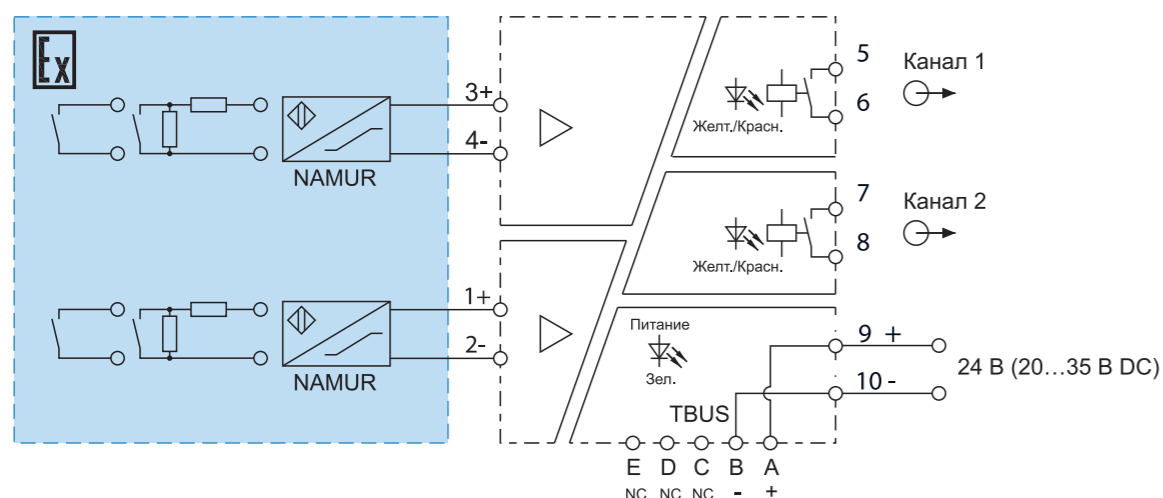 Ex
3+
4-
NAMUR
1+
2-
NAMUR
Желт./Красн.
5
6
Канал 1
Желт./Красн.
7
8
Канал 2
Питание
Зел.
9 +
10 -
24 В (20...35 В DC)
TBUS
E D C B A
NC NC NC - +